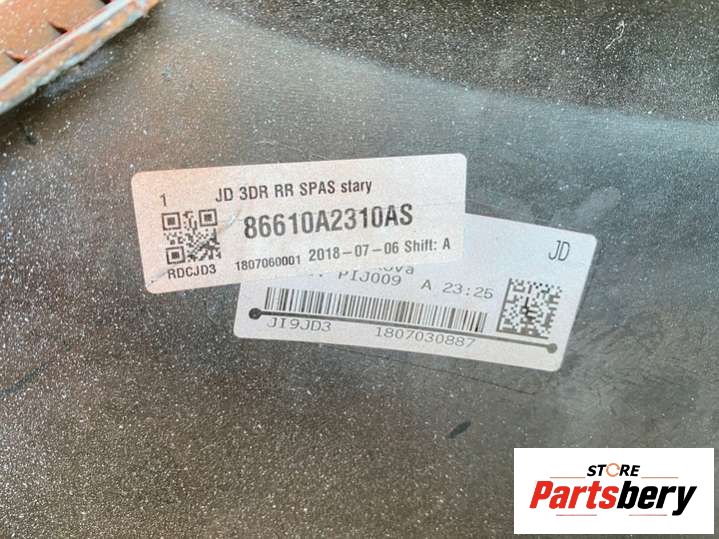 1 JD 3DR RR SPAS stary
86610A2310AS
RDCJD3 1807060001 2018-07-06 Shift: A
JD
PIJ009 A 23:25
JI9JD3 1807030887
STORE
Partsbery